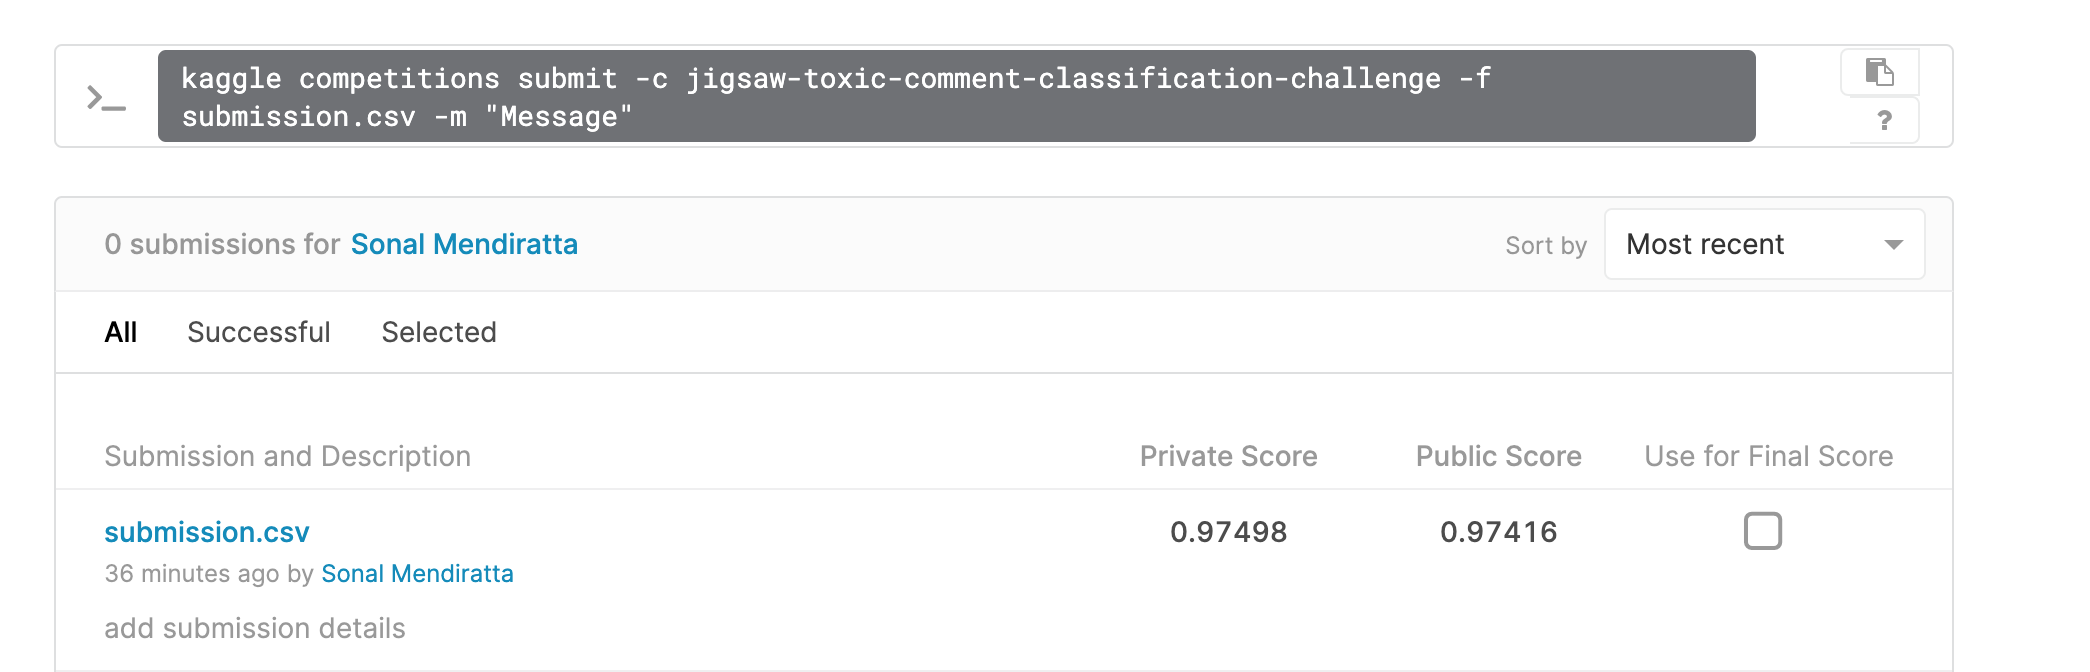 kaggle competitions submit -c jigsaw-toxic-comment-classification-challenge -f
submission.csv -m "Message"
?
0 submissions for Sonal Mendiratta
Sort by Most recent
All Successful Selected
Submission and Description Private Score Public Score Use for Final Score
submission.csv 0.97498 0.97416
36 minutes ago by Sonal Mendiratta
add submission details